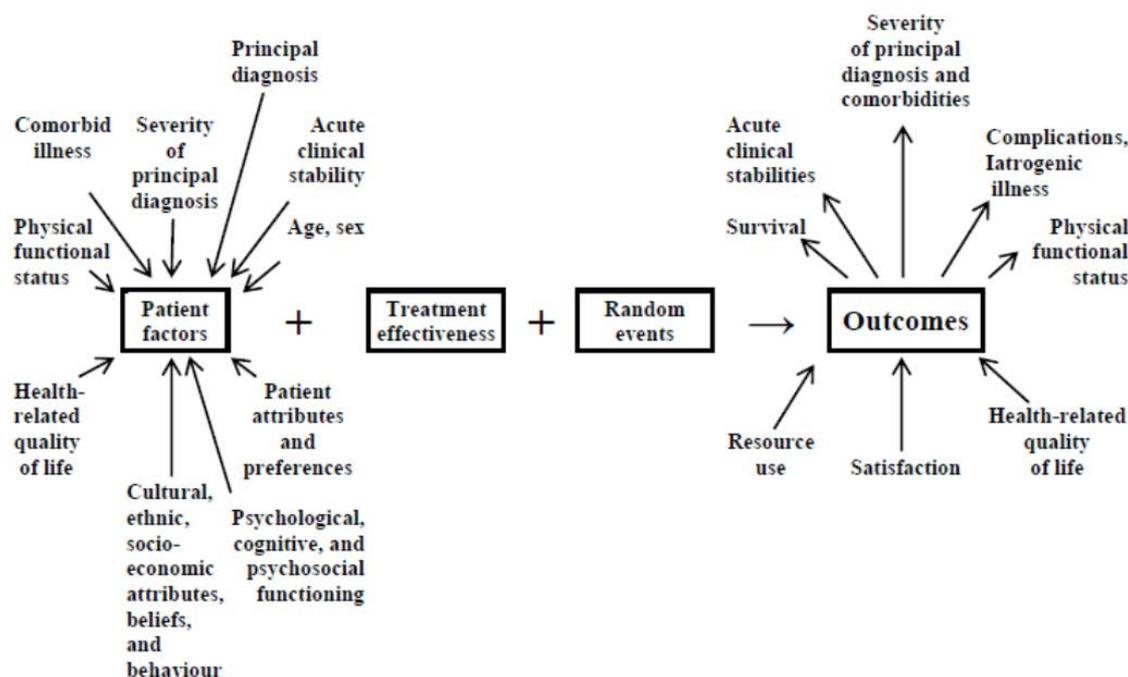 Principal
diagnosis
Comorbid
illness
Severity
of
principal
diagnosis
Acute
clinical
stability
Physical
functional
status
Age, sex
Patient
factors
+
Treatment
effectiveness
+
Random
events
Outcomes
Health-
related
quality
of life
Patient
attributes
and
preferences
Cultural,
ethnic,
socio-
economic
attributes,
beliefs,
and
behaviour
Psychological,
cognitive, and
psychosocial
functioning
Severity
of principal
diagnosis and
comorbidities
Acute
clinical
stabilities
Complications,
Iatrogenic
illness
Survival
Physical
functional
status
Resource
use
Satisfaction
Health-related
quality
of life